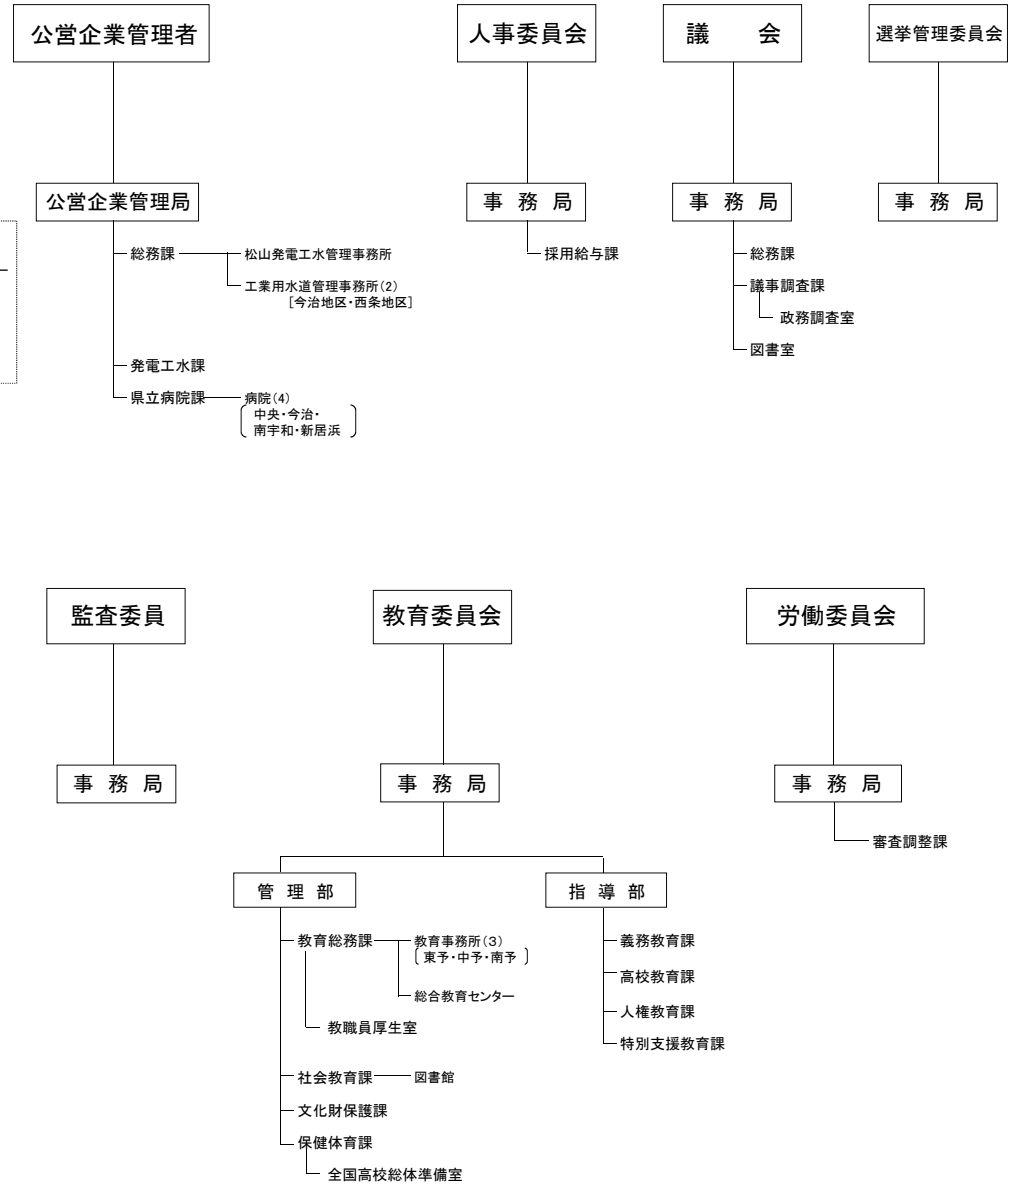 公営企業管理者
人事委員会
議 会
選挙管理委員会
公営企業管理局
事 務 局
事 務 局
事 務 局
総務課
松山発電工水管理事務所
工業用水道管理事務所(2)
[今治地区・西条地区]
発電工水課
県立病院課
病院(4)
中央・今治・
南宇和・新居浜
採用給与課
総務課
議事調査課
政務調査室
図書室
監査委員
教育委員会
労働委員会
事 務 局
事 務 局
事 務 局
審査調整課
管 理 部
指 導 部
教育総務課
教育事務所(3)
〔 東予・中予・南予 〕
総合教育センター
教職員厚生室
社会教育課
図書館
文化財保護課
保健体育課
全国高校総体準備室
義務教育課
高校教育課
人権教育課
特別支援教育課